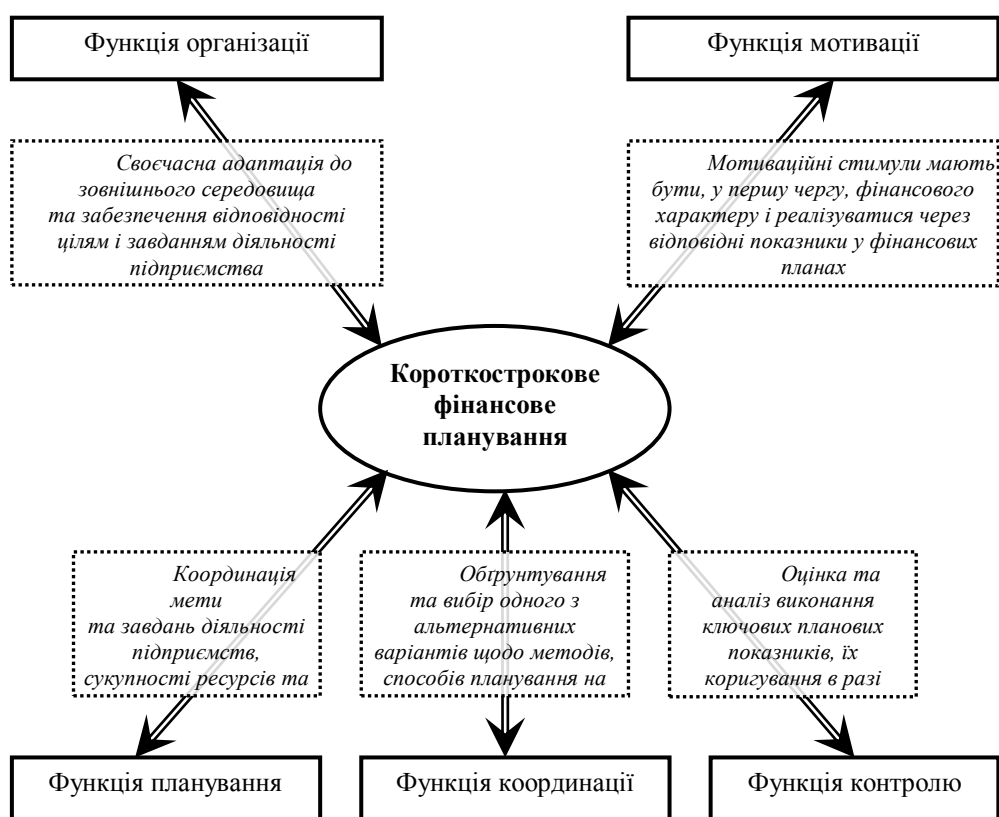 Функція організації
Функція мотивації
Своєчасна адаптація до
зовнішнього середовища
та забезпечення відповідності
цілям і завданням діяльності
підприємства
Мотиваційні стимули мають
бути, у першу чергу, фінансового
характеру і реалізуватися через
відповідні показники у фінансових
планах
Короткострокове
фінансове
планування
Координація
мети
та завдань діяльності
підприємств,
сукупності ресурсів та
Обґрунтування
та вибір одного з
альтернативних
варіантів щодо методів,
способів планування на
Оцінка та
аналіз виконання
ключових планових
показників, їх
коригування в разі
Функція планування
Функція координації
Функція контролю